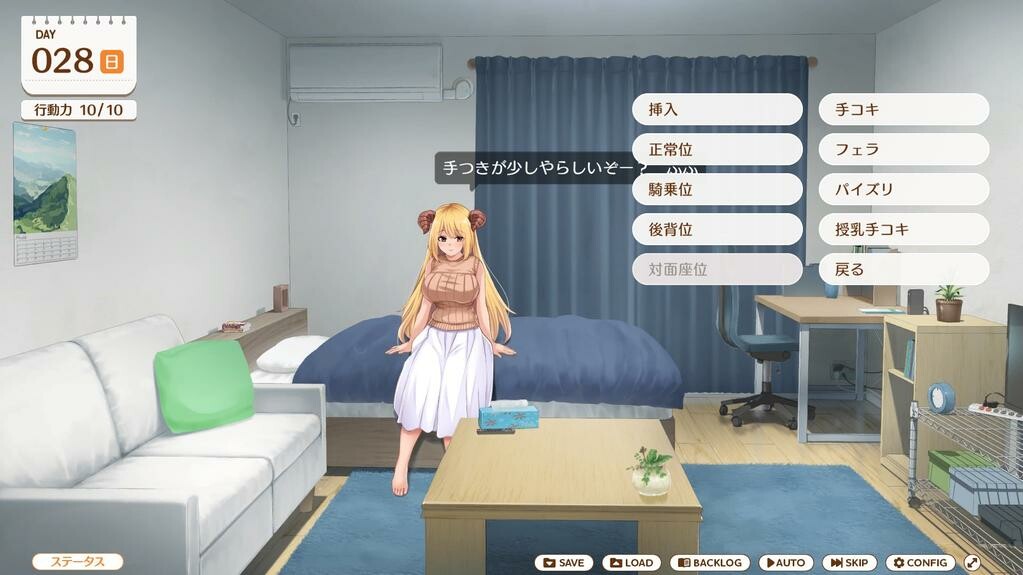 DAY
028 日
行動力 10/10
手つきが少しやらしいぞー? ふふ
挿入
手コキ
正常位
フェラ
騎乗位
パイズリ
後背位
授乳手コキ
対面座位
戻る
ステータス
SAVE
LOAD
BACKLOG
AUTO
SKIP
CONFIG